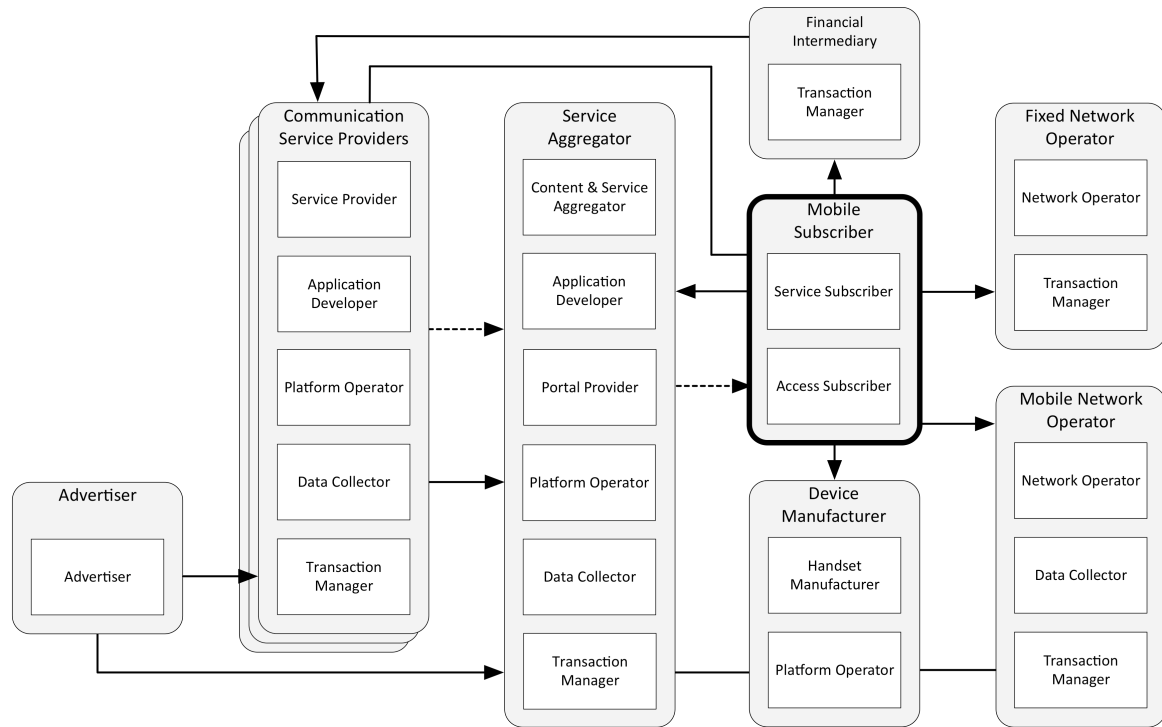 Financial
Intermediary
Transaction
Manager
Communication
Service Providers
Service Provider
Application
Developer
Platform Operator
Data Collector
Transaction
Manager
Service
Aggregator
Content & Service
Aggregator
Application
Developer
Portal Provider
Platform Operator
Data Collector
Transaction
Manager
Mobile
Subscriber
Service Subscriber
Access Subscriber
Fixed Network
Operator
Network Operator
Transaction
Manager
Mobile Network
Operator
Network Operator
Data Collector
Transaction
Manager
Device
Manufacturer
Handset
Manufacturer
Platform Operator
Advertiser
Advertiser